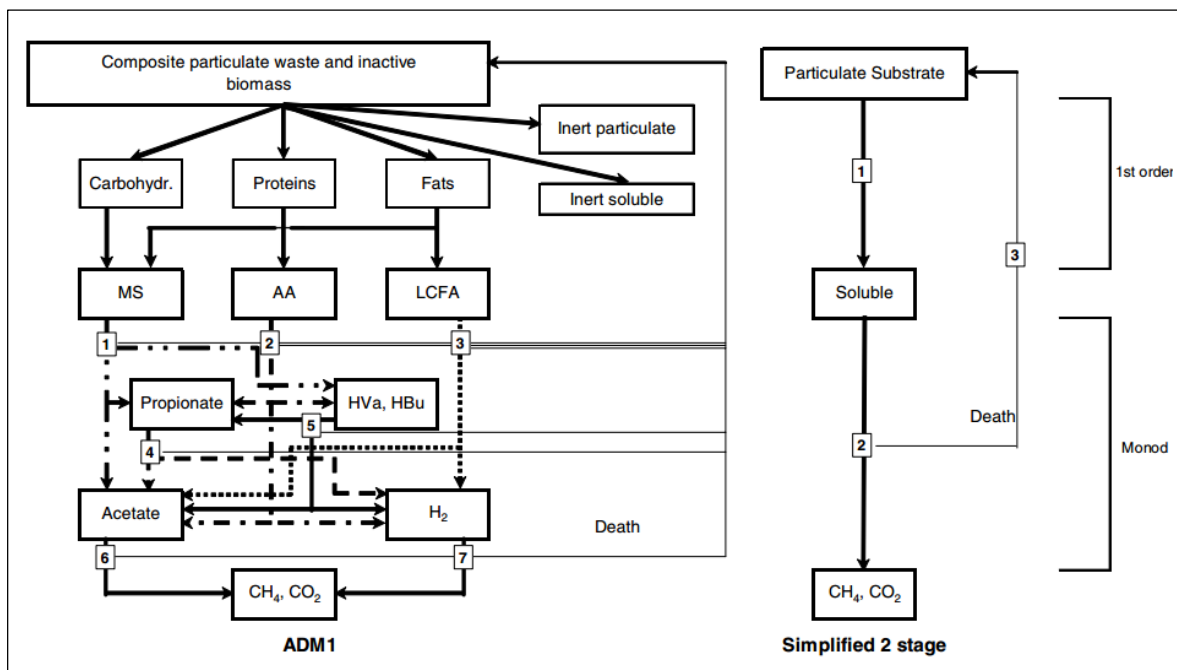 Composite particulate waste and inactive
biomass
Inert particulate
Carbohydr.
Proteins
Fats
Inert soluble
MS
AA
LCFA
1
2
3
Propionate
HVa, HBu
5
4
Acetate
H₂
Death
6
7
CH₄, CO₂
ADM1
Particulate Substrate
1
1st order
3
Soluble
Death
2
Monod
CH₄, CO₂
Simplified 2 stage